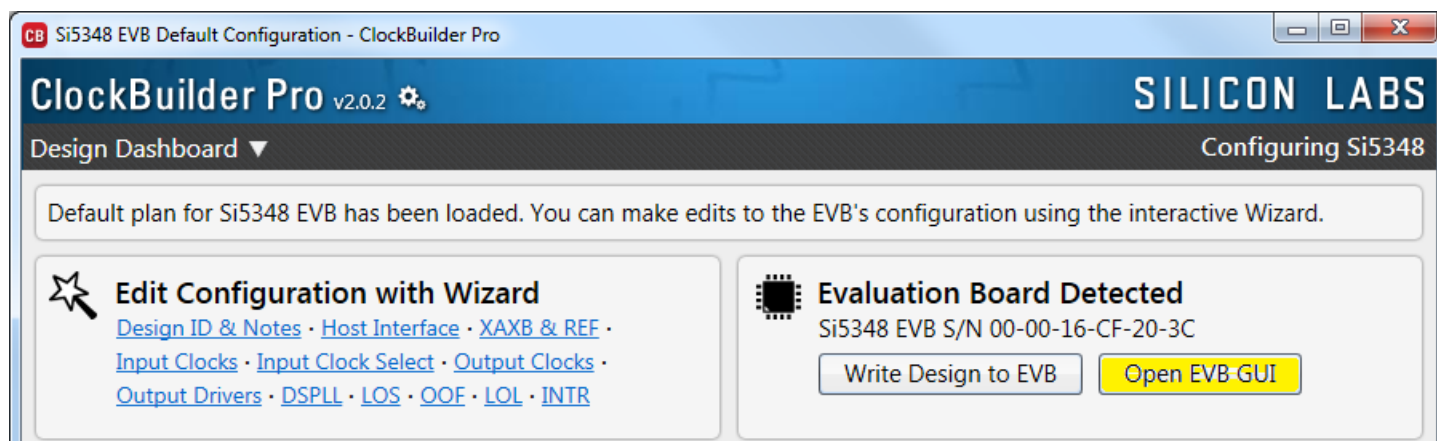 CB Si5348 EVB Default Configuration - ClockBuilder Pro
ClockBuilder Pro v2.0.2
SILICON LABS
Design Dashboard ▼
Configuring Si5348
Default plan for Si5348 EVB has been loaded. You can make edits to the EVB's configuration using the interactive Wizard.
Edit Configuration with Wizard
Design ID & Notes · Host Interface · XAXB & REF ·
Input Clocks · Input Clock Select · Output Clocks ·
Output Drivers · DSPLL · LOS · OOF · LOL · INTR
Evaluation Board Detected
Si5348 EVB S/N 00-00-16-CF-20-3C
Write Design to EVB
Open EVB GUI